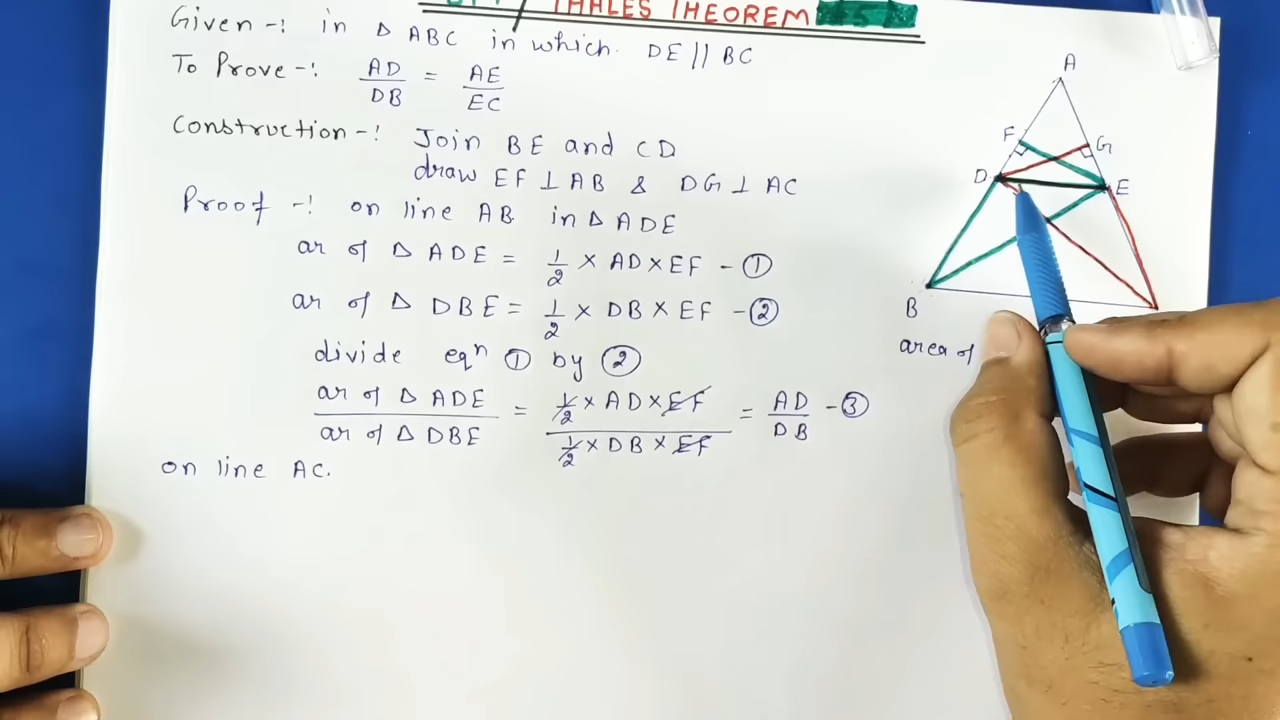 THALES THEOREM
Given -: in △ ABC in which. DE || BC
To Prove -: AD/DB = AE/EC
Construction -: Join BE and CD
draw EF ⊥ AB & DG ⊥ AC
Proof -: on line AB in △ ADE
ar of △ ADE = 1/2 × AD × EF - ①
ar of △ DBE = 1/2 × DB × EF - ②
divide eqⁿ ① by ②
ar of △ ADE / ar of △ DBE = 1/2 × AD × EF / 1/2 × DB × EF = AD/DB - ③
on line AC.
A
F
G
D
E
B
area of